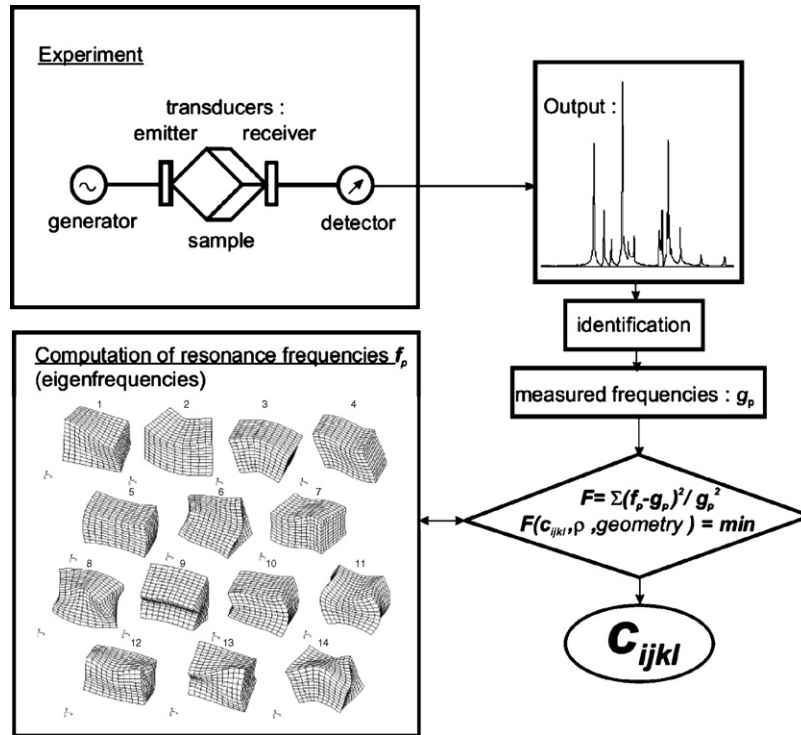 Experiment
transducers :
emitter receiver
generator
sample
detector
Output :
identification
measured frequencies : gₚ
F= Σ(fₚ-gₚ)²/ gₚ²
F(cᵢⱼₖₗ,ρ ,geometry ) = min
Cᵢⱼₖₗ
Computation of resonance frequencies fₚ
(eigenfrequencies)
1 2 3 4
5 6 7
8 9 10 11
12 13 14